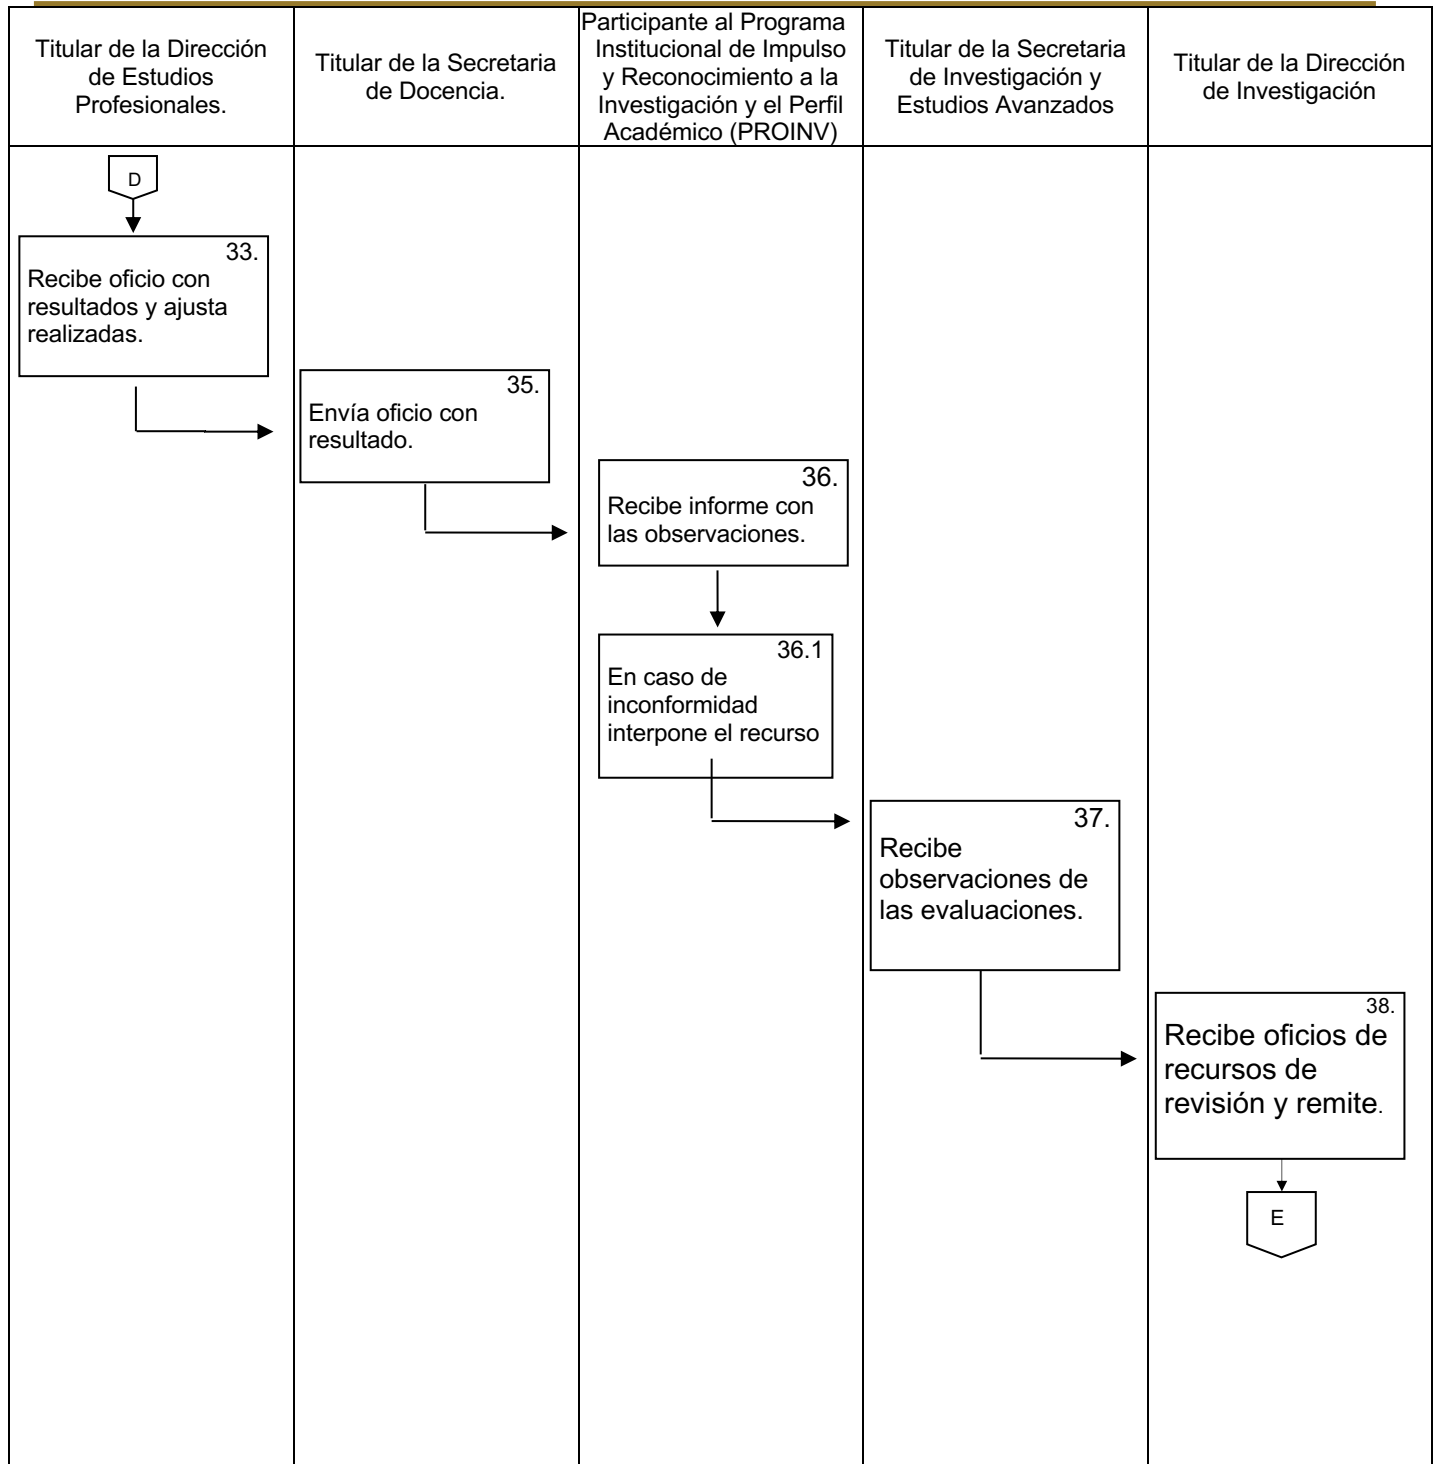 Titular de la Dirección
de Estudios
Profesionales.
Titular de la Secretaria
de Docencia.
Participante al Programa
Institucional de Impulso
y Reconocimiento a la
Investigación y el Perfil
Académico (PROINV)
Titular de la Secretaria
de Investigación y
Estudios Avanzados
Titular de la Dirección
de Investigación
D
33.
Recibe oficio con
resultados y ajusta
realizadas.
35.
Envía oficio con
resultado.
36.
Recibe informe con
las observaciones.
36.1
En caso de
inconformidad
interpone el recurso
37.
Recibe
observaciones de
las evaluaciones.
38.
Recibe oficios de
recursos de
revisión y remite.
E